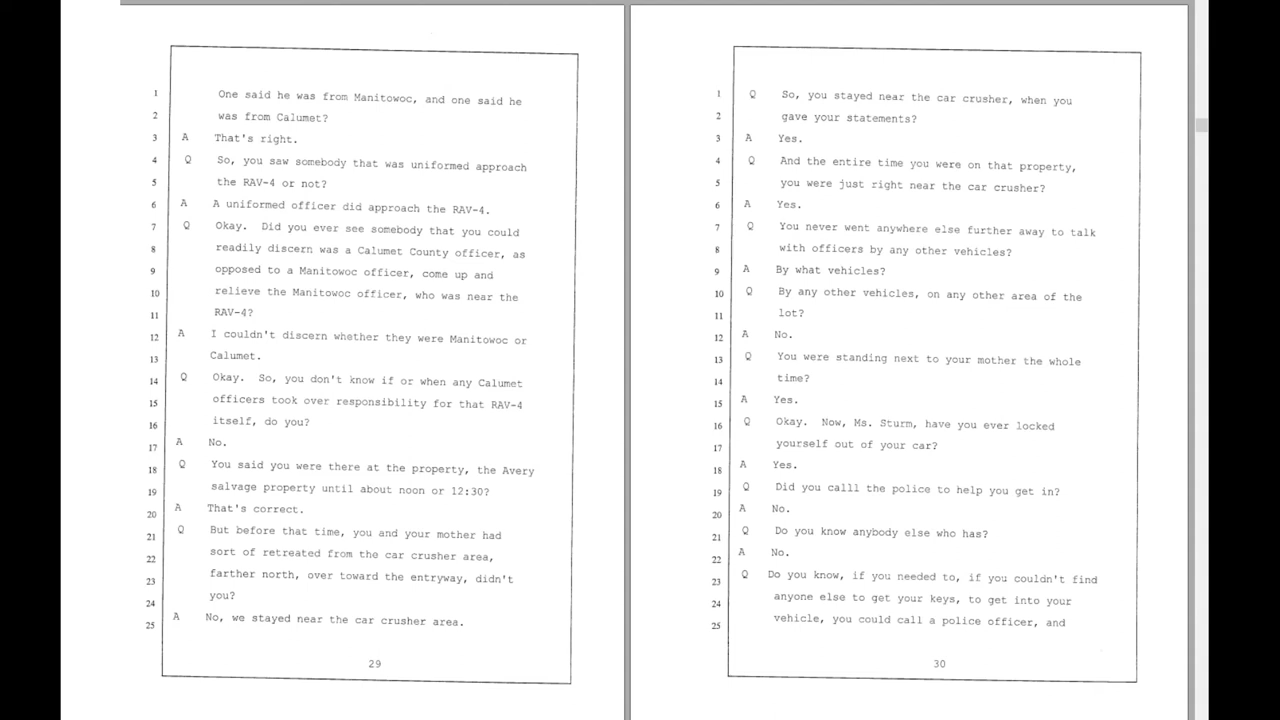 1 One said he was from Manitowoc, and one said he
2 was from Calumet?
3 A That's right.
4 Q So, you saw somebody that was uniformed approach
5 the RAV-4 or not?
6 A A uniformed officer did approach the RAV-4.
7 Q Okay. Did you ever see somebody that you could
8 readily discern was a Calumet County officer, as
9 opposed to a Manitowoc officer, come up and
10 relieve the Manitowoc officer, who was near the
11 RAV-4?
12 A I couldn't discern whether they were Manitowoc or
13 Calumet.
14 Q Okay. So, you don't know if or when any Calumet
15 officers took over responsibility for that RAV-4
16 itself, do you?
17 A No.
18 Q You said you were there at the property, the Avery
19 salvage property until about noon or 12:30?
20 A That's correct.
21 Q But before that time, you and your mother had
22 sort of retreated from the car crusher area,
23 farther north, over toward the entryway, didn't
24 you?
25 A No, we stayed near the car crusher area.
29
1 Q So, you stayed near the car crusher, when you
2 gave your statements?
3 A Yes.
4 Q And the entire time you were on that property,
5 you were just right near the car crusher?
6 A Yes.
7 Q You never went anywhere else further away to talk
8 with officers by any other vehicles?
9 A By what vehicles?
10 Q By any other vehicles, on any other area of the
11 lot?
12 A No.
13 Q You were standing next to your mother the whole
14 time?
15 A Yes.
16 Q Okay. Now, Ms. Sturm, have you ever locked
17 yourself out of your car?
18 A Yes.
19 Q Did you calll the police to help you get in?
20 A No.
21 Q Do you know anybody else who has?
22 A No.
23 Q Do you know, if you needed to, if you couldn't find
24 anyone else to get your keys, to get into your
25 vehicle, you could call a police officer, and
30